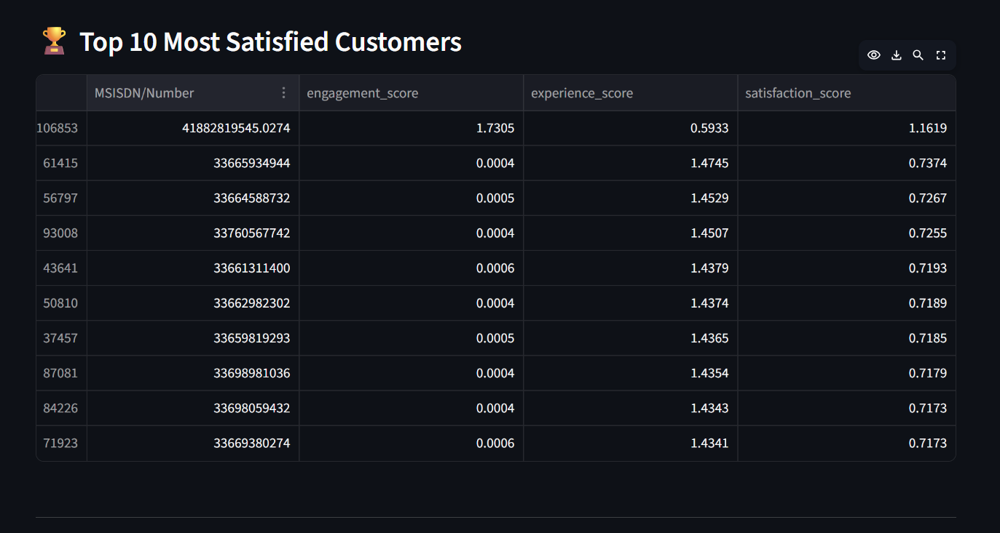 🏆 Top 10 Most Satisfied Customers
MSISDN/Number engagement_score experience_score satisfaction_score
106853 41882819545.0274 1.7305 0.5933 1.1619
61415 33665934944 0.0004 1.4745 0.7374
56797 33664588732 0.0005 1.4529 0.7267
93008 33760567742 0.0004 1.4507 0.7255
43641 33661311400 0.0006 1.4379 0.7193
50810 33662982302 0.0004 1.4374 0.7189
37457 33659819293 0.0005 1.4365 0.7185
87081 33698981036 0.0004 1.4354 0.7179
84226 33698059432 0.0004 1.4343 0.7173
71923 33669380274 0.0006 1.4341 0.7173